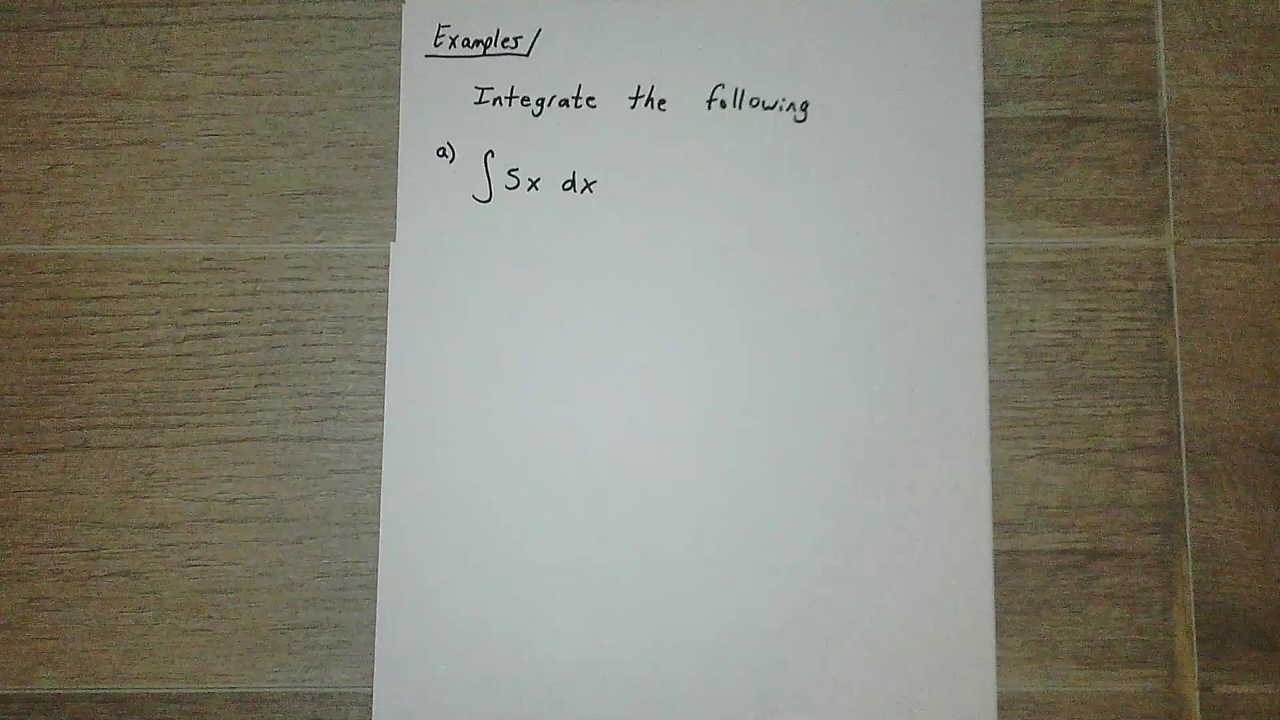 Examples/
Integrate the following
a) ∫ 5x dx